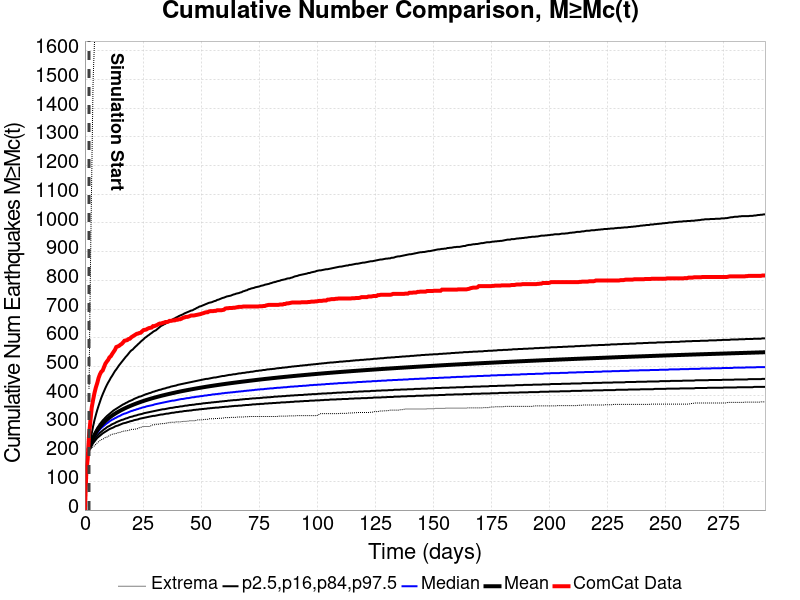 Cumulative Number Comparison, M≥Mc(t)
Cumulative Num Earthquakes M≥Mc(t)
1600
1500
1400
1300
1200
1100
1000
900
800
700
600
500
400
300
200
100
0
Simulation Start
0 25 50 75 100 125 150 175 200 225 250 275
Time (days)
Extrema p2.5,p16,p84,p97.5 Median Mean ComCat Data